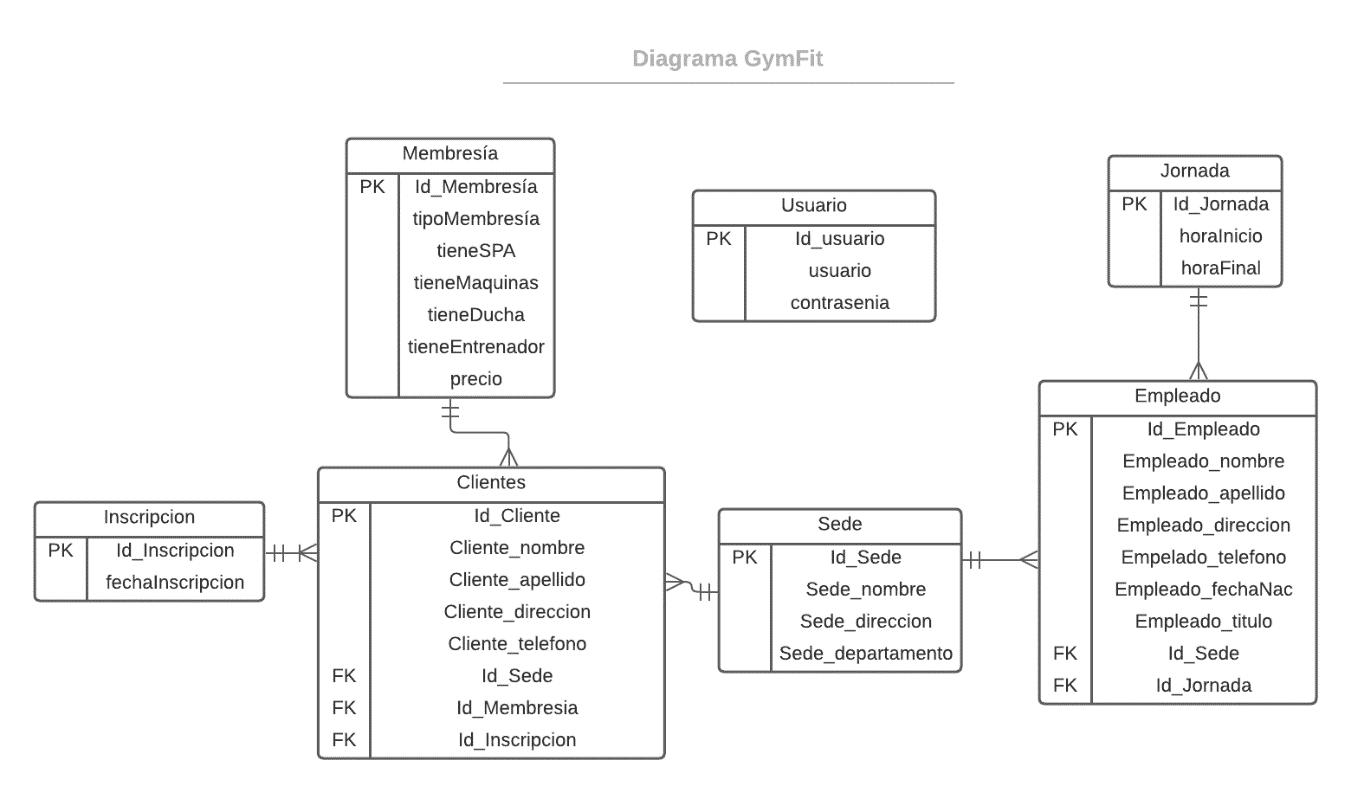 Diagrama GymFit
Membresía
PK Id_Membresía
tipoMembresía
tieneSPA
tieneMaquinas
tieneDucha
tieneEntrenador
precio
Usuario
PK Id_usuario
usuario
contrasenia
Jornada
PK Id_Jornada
horaInicio
horaFinal
Inscripcion
PK Id_Inscripcion
fechaInscripcion
Clientes
PK Id_Cliente
Cliente_nombre
Cliente_apellido
Cliente_direccion
Cliente_telefono
FK Id_Sede
FK Id_Membresia
FK Id_Inscripcion
Sede
PK Id_Sede
Sede_nombre
Sede_direccion
Sede_departamento
Empleado
PK Id_Empleado
Empleado_nombre
Empleado_apellido
Empleado_direccion
Empelado_telefono
Empleado_fechaNac
Empleado_titulo
FK Id_Sede
FK Id_Jornada